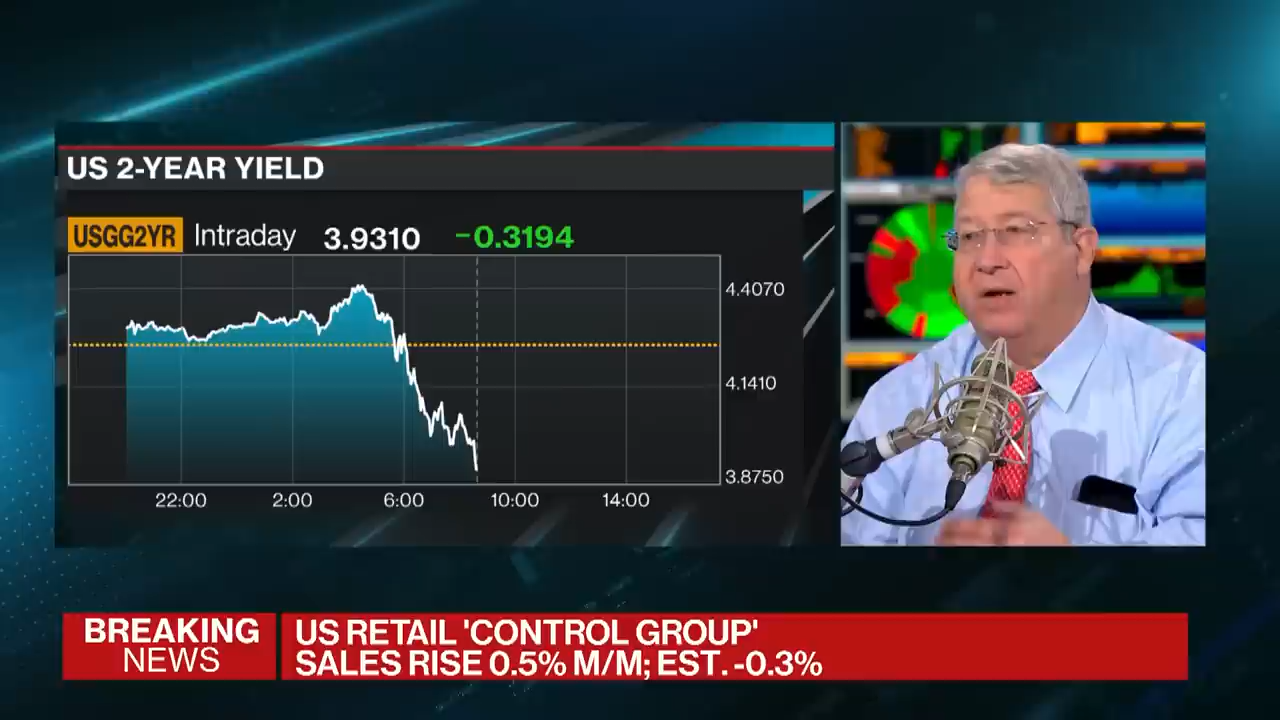 US 2-YEAR YIELD
USGG2YR Intraday 3.9310 -0.3194
4.4070
4.1410
3.8750
22:00 2:00 6:00 10:00 14:00
BREAKING
NEWS
US RETAIL 'CONTROL GROUP'
SALES RISE 0.5% M/M; EST. -0.3%